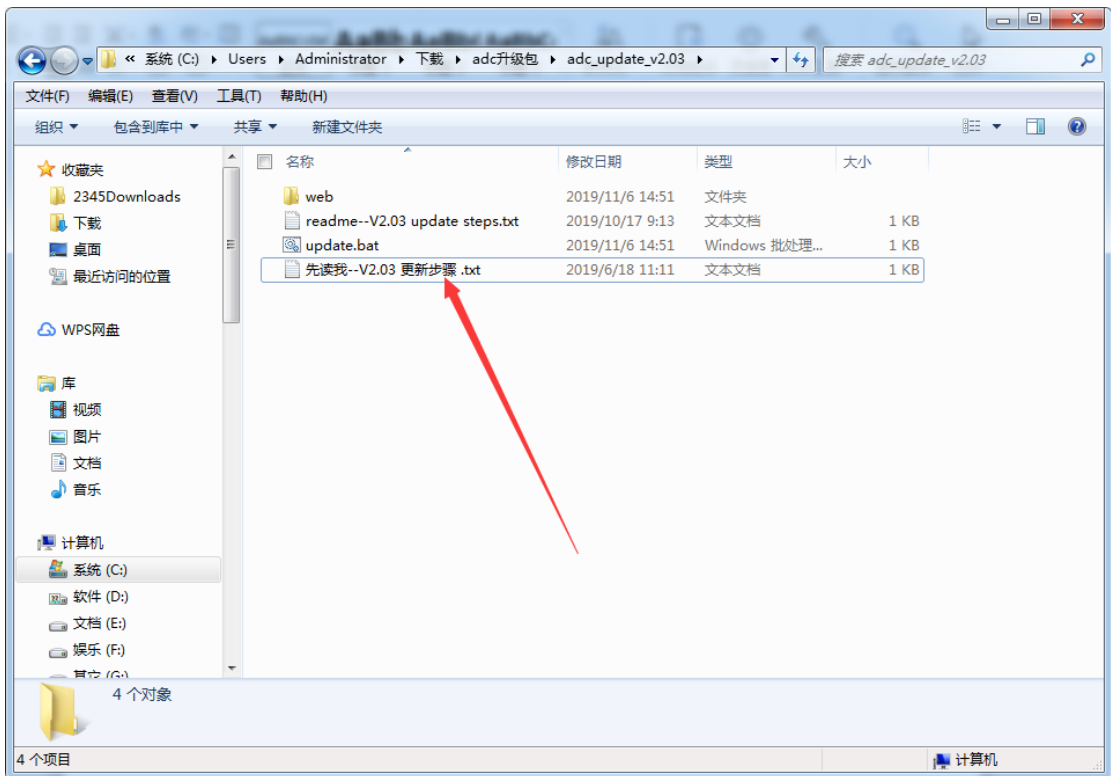 « 系统 (C:) ▸ Users ▸ Administrator ▸ 下载 ▸ adc升级包 ▸ adc_update_v2.03 ▸ 搜索 adc_update_v2.03
文件(F) 编辑(E) 查看(V) 工具(T) 帮助(H)
组织 包含到库中 共享 新建文件夹
收藏夹
2345Downloads
下载
桌面
最近访问的位置
WPS网盘
库
视频
图片
文档
音乐
计算机
系统 (C:)
软件 (D:)
文档 (E:)
娱乐 (F:)
其它 (G:)
名称 修改日期 类型 大小
web 2019/11/6 14:51 文件夹
readme--V2.03 update steps.txt 2019/10/17 9:13 文本文档 1 KB
update.bat 2019/11/6 14:51 Windows 批处理... 1 KB
先读我--V2.03 更新步骤 .txt 2019/6/18 11:11 文本文档 1 KB
4 个对象
4 个项目 计算机